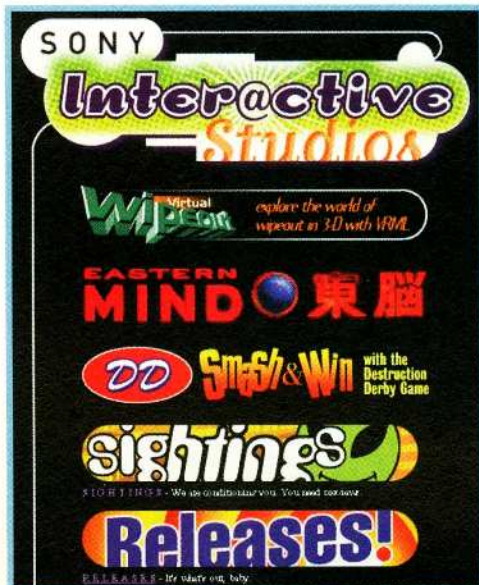 SONY
Inter@ctive
Studios
Virtual
Wipeout
explore the world of
wipeout in 3-D with VRML
EASTERN
MIND 東脳
DD
Smash & Win
with the
Destruction
Derby Game
sightings
SIGHTINGS - We are conditioning you. You need
Releases!
RELEASES - It's what's out, baby.